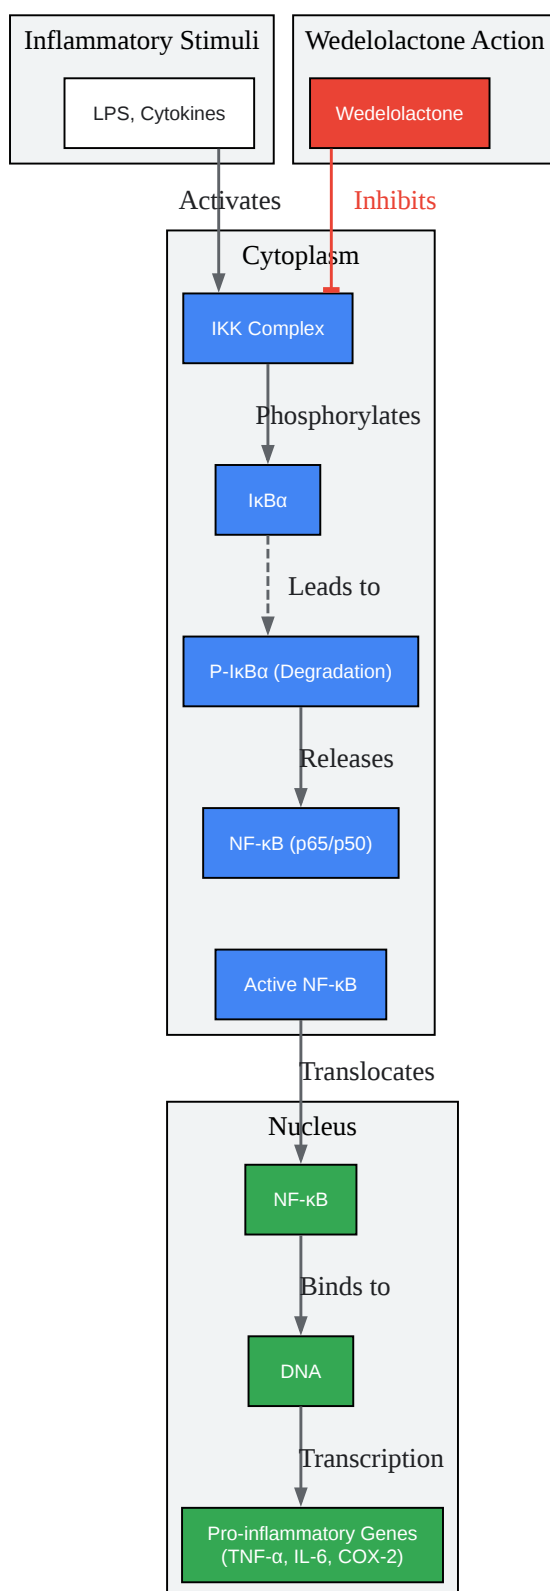 Inflammatory Stimuli
Wedelolactone Action
LPS, Cytokines
Wedelolactone
Activates
Inhibits
Cytoplasm
IKK Complex
Phosphorylates
IκBα
Leads to
P-IκBα (Degradation)
Releases
NF-κB (p65/p50)
Active NF-κB
Translocates
Nucleus
NF-κB
Binds to
DNA
Transcription
Pro-inflammatory Genes
(TNF-α, IL-6, COX-2)